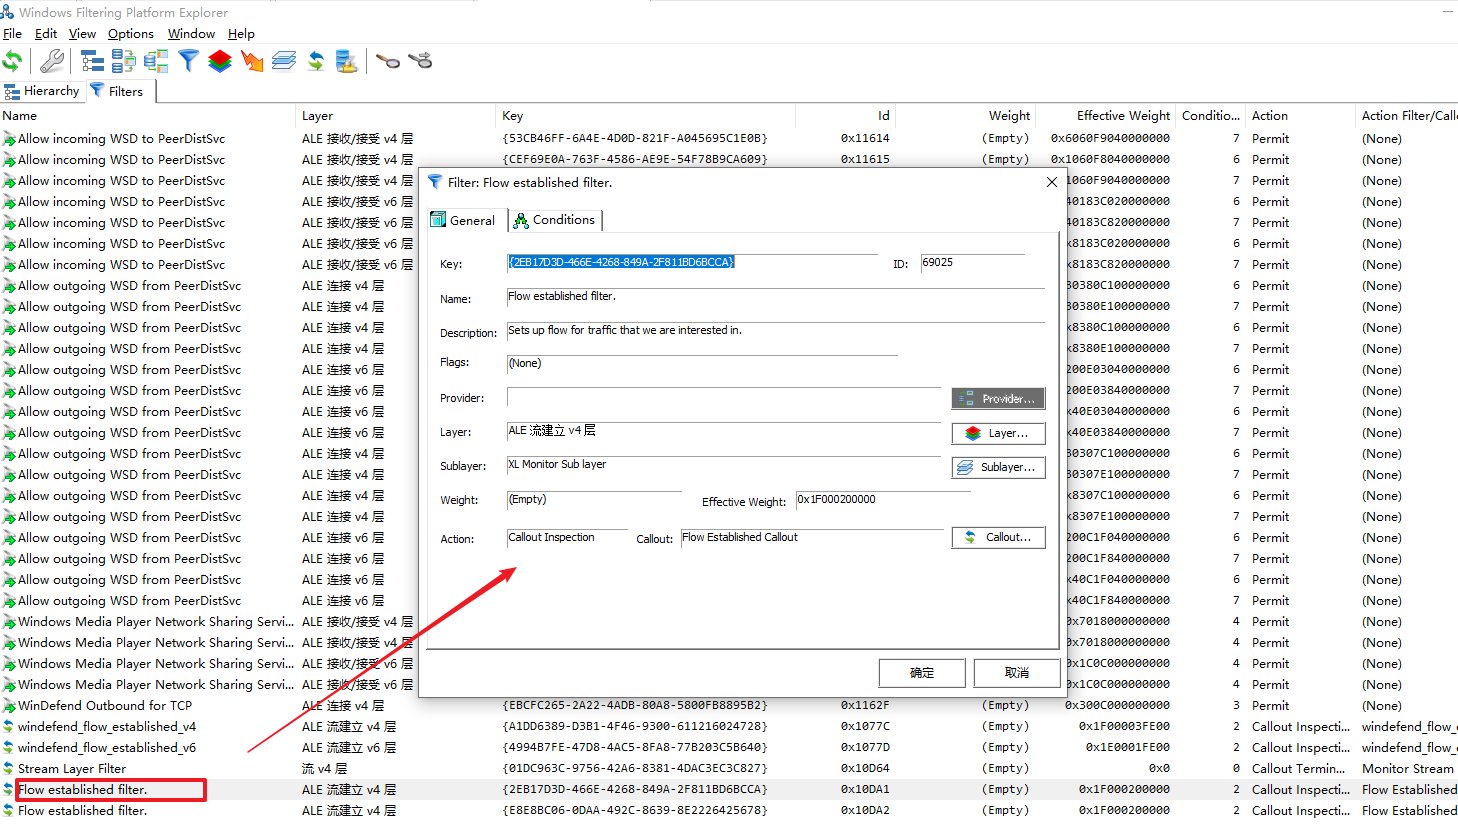 Windows Filtering Platform Explorer
File Edit View Options Window Help
Hierarchy Filters
Name Layer Key Id Weight Effective Weight Conditio... Action Action Filter/Callo
Allow incoming WSD to PeerDistSvc ALE 接收/接受 v4 层 {53CB46FF-6A4E-4D0D-821F-A045695C1E0B} 0x11614 (Empty) 0x6060F9040000000 7 Permit (None)
Allow incoming WSD to PeerDistSvc ALE 接收/接受 v4 层 {CEF69E0A-763F-4586-AE9E-54F78B9CA609} 0x11615 (Empty) 0x1060F8040000000 6 Permit (None)
Allow incoming WSD to PeerDistSvc ALE 接收/接受 v4 层 1060F9040000000 7 Permit (None)
Allow incoming WSD to PeerDistSvc ALE 接收/接受 v6 层 40183C020000000 7 Permit (None)
Allow incoming WSD to PeerDistSvc ALE 接收/接受 v6 层 40183C820000000 7 Permit (None)
Allow incoming WSD to PeerDistSvc ALE 接收/接受 v6 层 x8183C020000000 7 Permit (None)
Allow incoming WSD to PeerDistSvc ALE 接收/接受 v6 层 x8183C820000000 7 Permit (None)
Allow outgoing WSD from PeerDistSvc ALE 连接 v4 层 80380C100000000 7 Permit (None)
Allow outgoing WSD from PeerDistSvc ALE 连接 v4 层 80380E100000000 7 Permit (None)
Allow outgoing WSD from PeerDistSvc ALE 连接 v4 层 x8380C100000000 6 Permit (None)
Allow outgoing WSD from PeerDistSvc ALE 连接 v4 层 x8380E100000000 7 Permit (None)
Allow outgoing WSD from PeerDistSvc ALE 连接 v6 层 200E03040000000 6 Permit (None)
Allow outgoing WSD from PeerDistSvc ALE 连接 v6 层 200E03840000000 7 Permit (None)
Allow outgoing WSD from PeerDistSvc ALE 连接 v6 层 x40E03040000000 6 Permit (None)
Allow outgoing WSD from PeerDistSvc ALE 连接 v6 层 x40E03840000000 7 Permit (None)
Allow outgoing WSD from PeerDistSvc ALE 连接 v4 层 80307C100000000 6 Permit (None)
Allow outgoing WSD from PeerDistSvc ALE 连接 v4 层 80307E100000000 7 Permit (None)
Allow outgoing WSD from PeerDistSvc ALE 连接 v4 层 x8307C100000000 6 Permit (None)
Allow outgoing WSD from PeerDistSvc ALE 连接 v4 层 x8307E100000000 7 Permit (None)
Allow outgoing WSD from PeerDistSvc ALE 连接 v6 层 200C1F040000000 6 Permit (None)
Allow outgoing WSD from PeerDistSvc ALE 连接 v6 层 200C1F840000000 7 Permit (None)
Allow outgoing WSD from PeerDistSvc ALE 连接 v6 层 x40C1F040000000 6 Permit (None)
Allow outgoing WSD from PeerDistSvc ALE 连接 v6 层 x40C1F840000000 7 Permit (None)
Windows Media Player Network Sharing Servi... ALE 接收/接受 v4 层 0x7018000000000 4 Permit (None)
Windows Media Player Network Sharing Servi... ALE 接收/接受 v4 层 0x7018000000000 4 Permit (None)
Windows Media Player Network Sharing Servi... ALE 接收/接受 v6 层 0x1C0C000000000 4 Permit (None)
Windows Media Player Network Sharing Servi... ALE 接收/接受 v6 层 0x1C0C000000000 4 Permit (None)
WinDefend Outbound for TCP ALE 连接 v4 层 {EBCFC265-2A22-4ADB-80A8-5800FB8895B2} 0x1162F (Empty) 0x300C000000000 3 Permit (None)
windefend_flow_established_v4 ALE 流建立 v4 层 {A1DD6389-D3B1-4F46-9300-611216024728} 0x1077C (Empty) 0x1F00003FE00 2 Callout Inspecti... windefend_flow_
windefend_flow_established_v6 ALE 流建立 v6 层 {4994B7FE-47D8-4AC5-8FA8-77B203C5B640} 0x1077D (Empty) 0x1E0001FE00 2 Callout Inspecti... windefend_flow_
Stream Layer Filter 流 v4 层 {01DC963C-9756-42A6-8381-4DAC3EC3C827} 0x10D64 (Empty) 0x0 0 Callout Termin... Monitor Stream
Flow established filter. ALE 流建立 v4 层 {2EB17D3D-466E-4268-849A-2F811BD6BCCA} 0x10DA1 (Empty) 0x1F000200000 2 Callout Inspecti... Flow Established
Flow established filter. ALE 流建立 v4 层 {E8E8BC06-0DAA-492C-8639-8E2226425678} 0x10DA2 (Empty) 0x1F000200000 2 Callout Inspecti... Flow Established
Filter: Flow established filter.
General Conditions
Key: {2EB17D3D-466E-4268-849A-2F811BD6BCCA} ID: 69025
Name: Flow established filter.
Description: Sets up flow for traffic that we are interested in.
Flags: (None)
Provider: Provider...
Layer: ALE 流建立 v4 层 Layer...
Sublayer: XL Monitor Sub layer Sublayer...
Weight: (Empty) Effective Weight: 0x1F000200000
Action: Callout Inspection Callout: Flow Established Callout Callout...
确定 取消